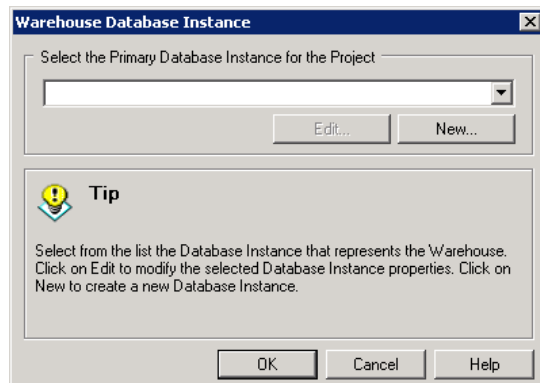 Warehouse Database Instance
Select the Primary Database Instance for the Project
Edit... New...
Tip
Select from the list the Database Instance that represents the Warehouse.
Click on Edit to modify the selected Database Instance properties. Click on
New to create a new Database Instance.
OK Cancel Help